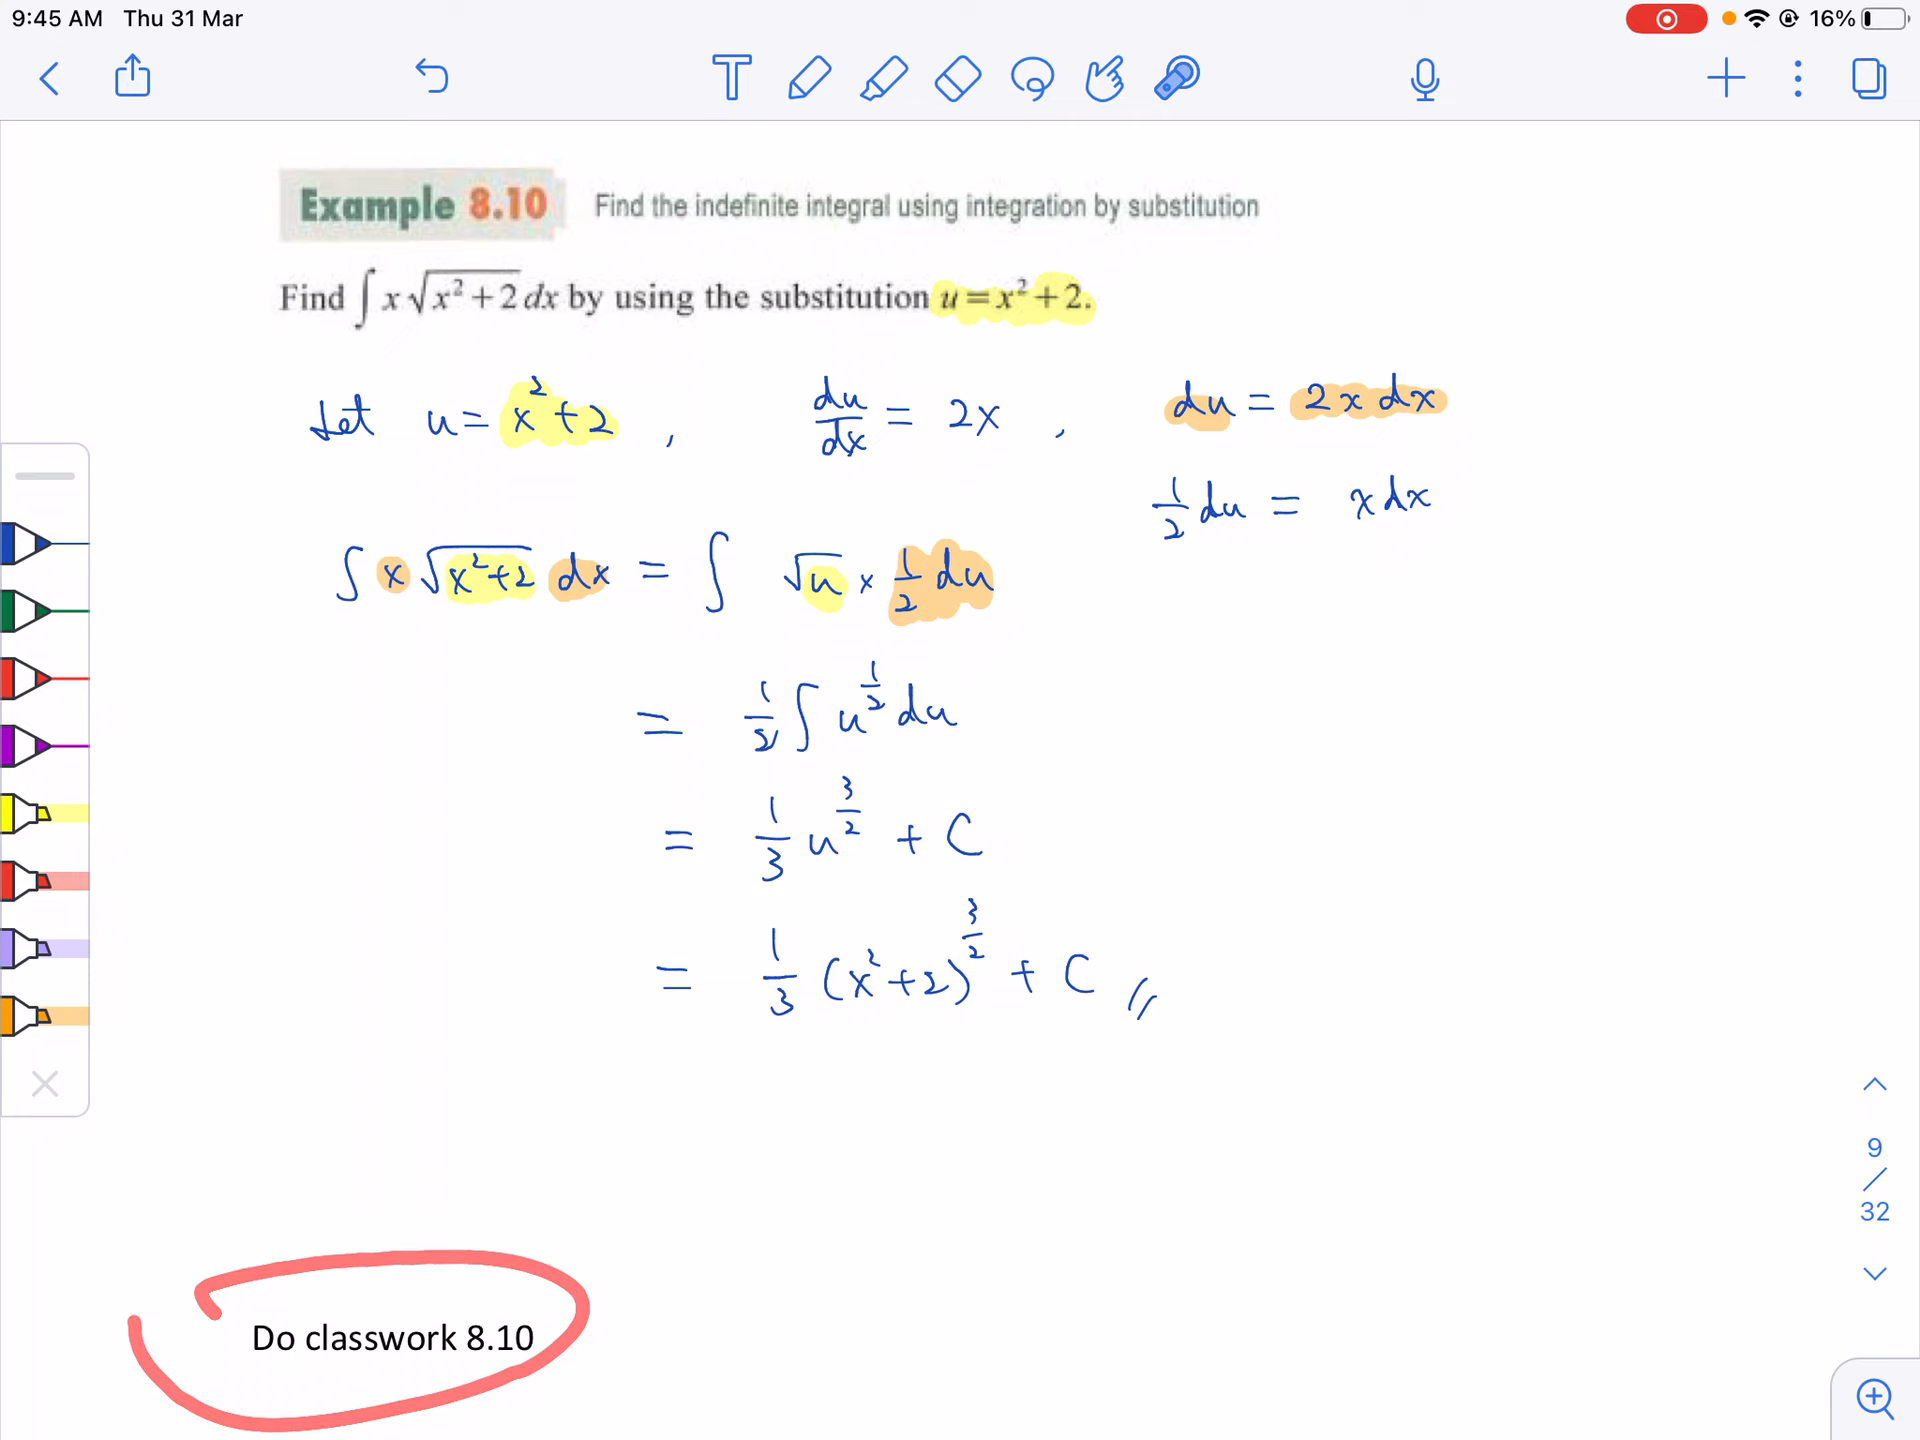 9:45 AM Thu 31 Mar 16%
Example 8.10 Find the indefinite integral using integration by substitution
Find ∫ x√(x² + 2) dx by using the substitution u = x² + 2.
Let u = x² + 2 , du/dx = 2x , du = 2x dx
1/2 du = x dx
∫ x √(x²+2) dx = ∫ √u × 1/2 du
= 1/2 ∫ u^(1/2) du
= 1/3 u^(3/2) + C
= 1/3 (x²+2)^(3/2) + C //
9
/
32
Do classwork 8.10